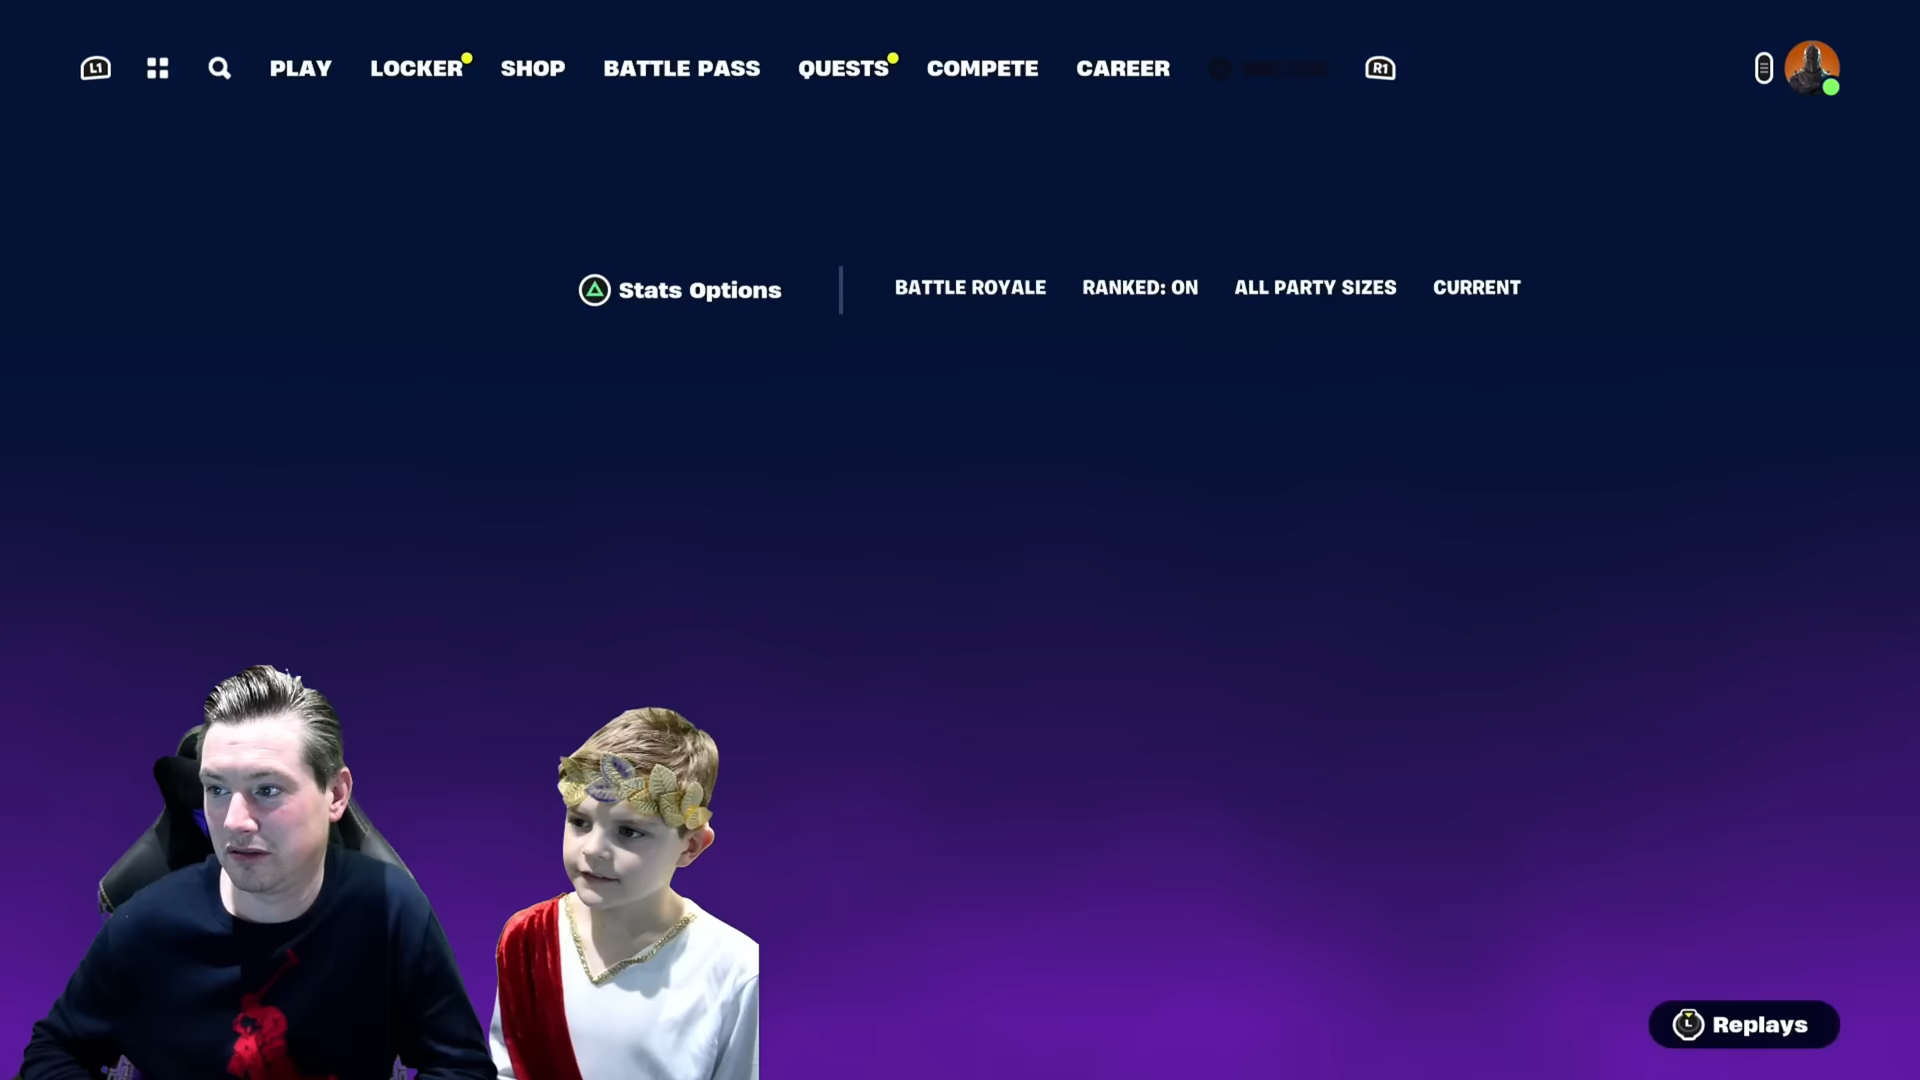 L1 PLAY LOCKER SHOP BATTLE PASS QUESTS COMPETE CAREER R1
Stats Options BATTLE ROYALE RANKED: ON ALL PARTY SIZES CURRENT
L Replays